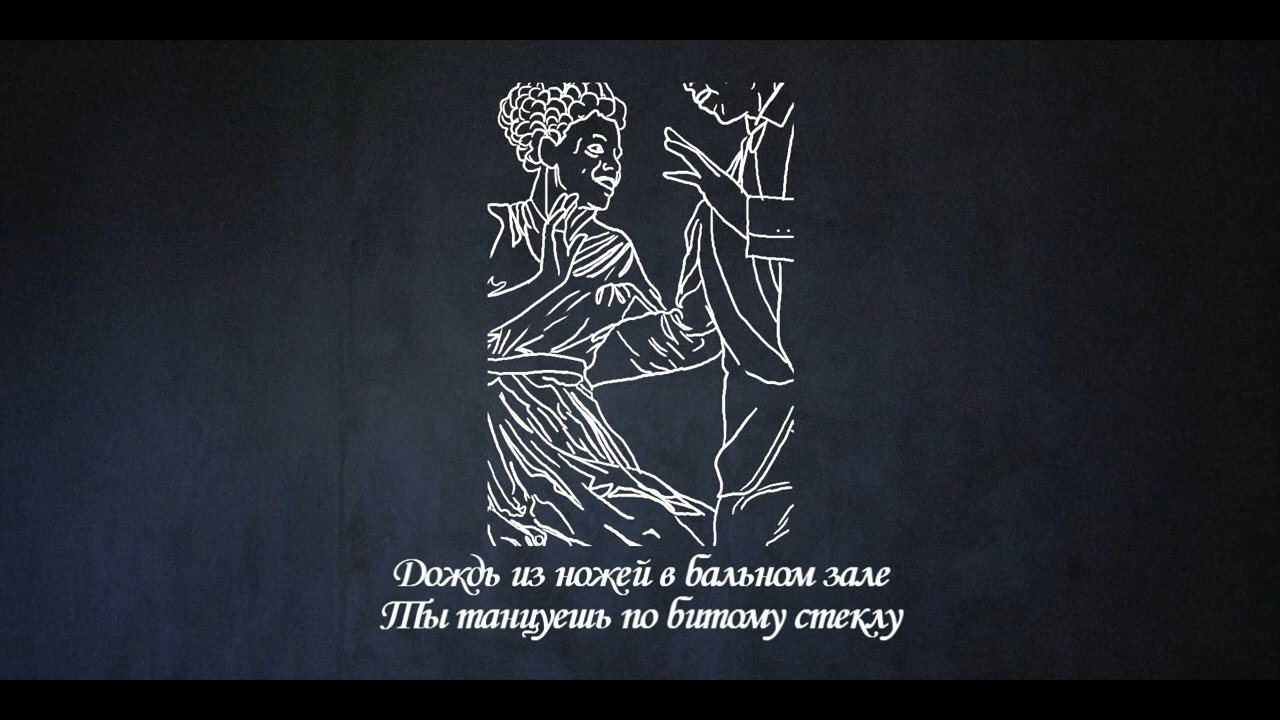 Дождь из ножей в бальном зале
Ты танцуешь по битому стеклу